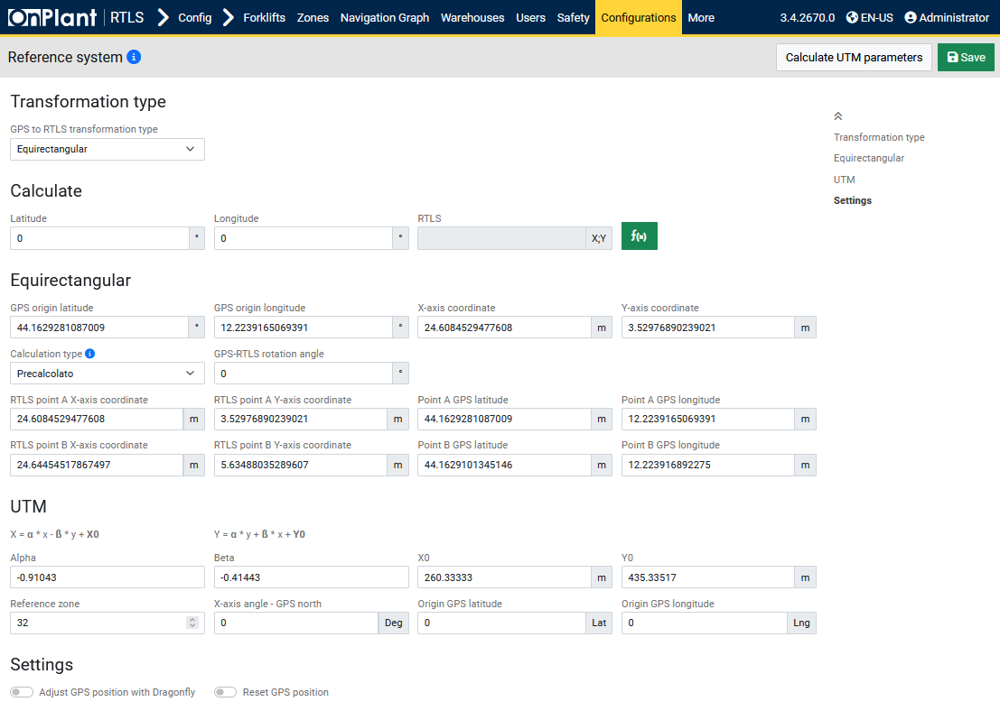 OnPlant RTLS Config Forklifts Zones Navigation Graph Warehouses Users Safety Configurations More 3.4.2670.0 EN-US Administrator
Reference system Calculate UTM parameters Save
Transformation type
GPS to RTLS transformation type
Equirectangular
Transformation type
Equirectangular
UTM
Settings
Calculate
Latitude Longitude RTLS
0 ° 0 ° X;Y f(x)
Equirectangular
GPS origin latitude GPS origin longitude X-axis coordinate Y-axis coordinate
44.1629281087009 ° 12.2239165069391 ° 24.6084529477608 m 3.52976890239021 m
Calculation type GPS-RTLS rotation angle
Precalcolato 0 °
RTLS point A X-axis coordinate RTLS point A Y-axis coordinate Point A GPS latitude Point A GPS longitude
24.6084529477608 m 3.52976890239021 m 44.1629281087009 m 12.2239165069391 m
RTLS point B X-axis coordinate RTLS point B Y-axis coordinate Point B GPS latitude Point B GPS longitude
24.64454517867497 m 5.63488035289607 m 44.1629101345146 m 12.223916892275 m
UTM
X = α * x - ß * y + X0 Y = α * y + ß * x + Y0
Alpha Beta X0 Y0
-0.91043 -0.41443 260.33333 m 435.33517 m
Reference zone X-axis angle - GPS north Origin GPS latitude Origin GPS longitude
32 0 Deg 0 Lat 0 Lng
Settings
Adjust GPS position with Dragonfly Reset GPS position